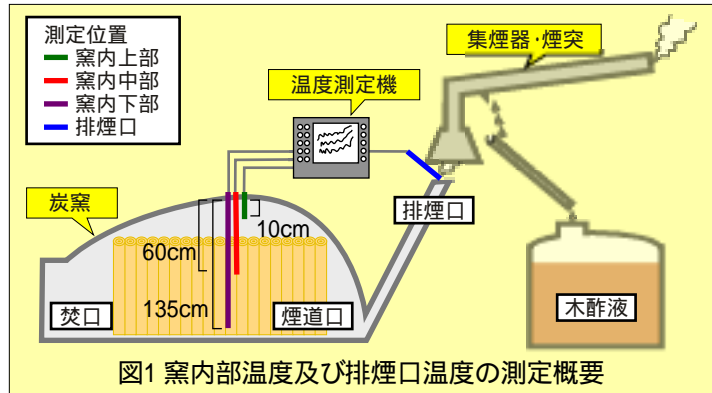 測定位置
窯内上部
窯内中部
窯内下部
排煙口
集煙器・煙突
温度測定機
炭窯
排煙口
10cm
60cm
135cm
焚口
煙道口
木酢液
図1 窯内部温度及び排煙口温度の測定概要